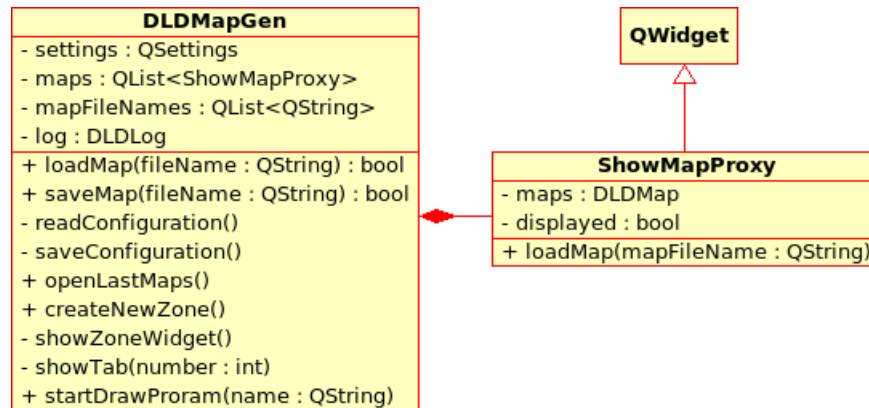 DLDMapGen
- settings : QSettings
- maps : QList<ShowMapProxy>
- mapFileNames : QList<QString>
- log : DLDLog
+ loadMap(fileName : QString) : bool
+ saveMap(fileName : QString) : bool
- readConfiguration()
- saveConfiguration()
+ openLastMaps()
+ createNewZone()
- showZoneWidget()
- showTab(number : int)
+ startDrawProram(name : QString)
QWidget
ShowMapProxy
- maps : DLDMap
- displayed : bool
+ loadMap(mapFileName : QString)